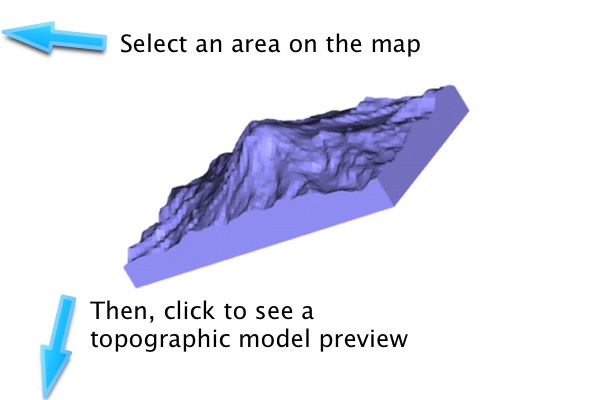 Select an area on the map
Then, click to see a
topographic model preview